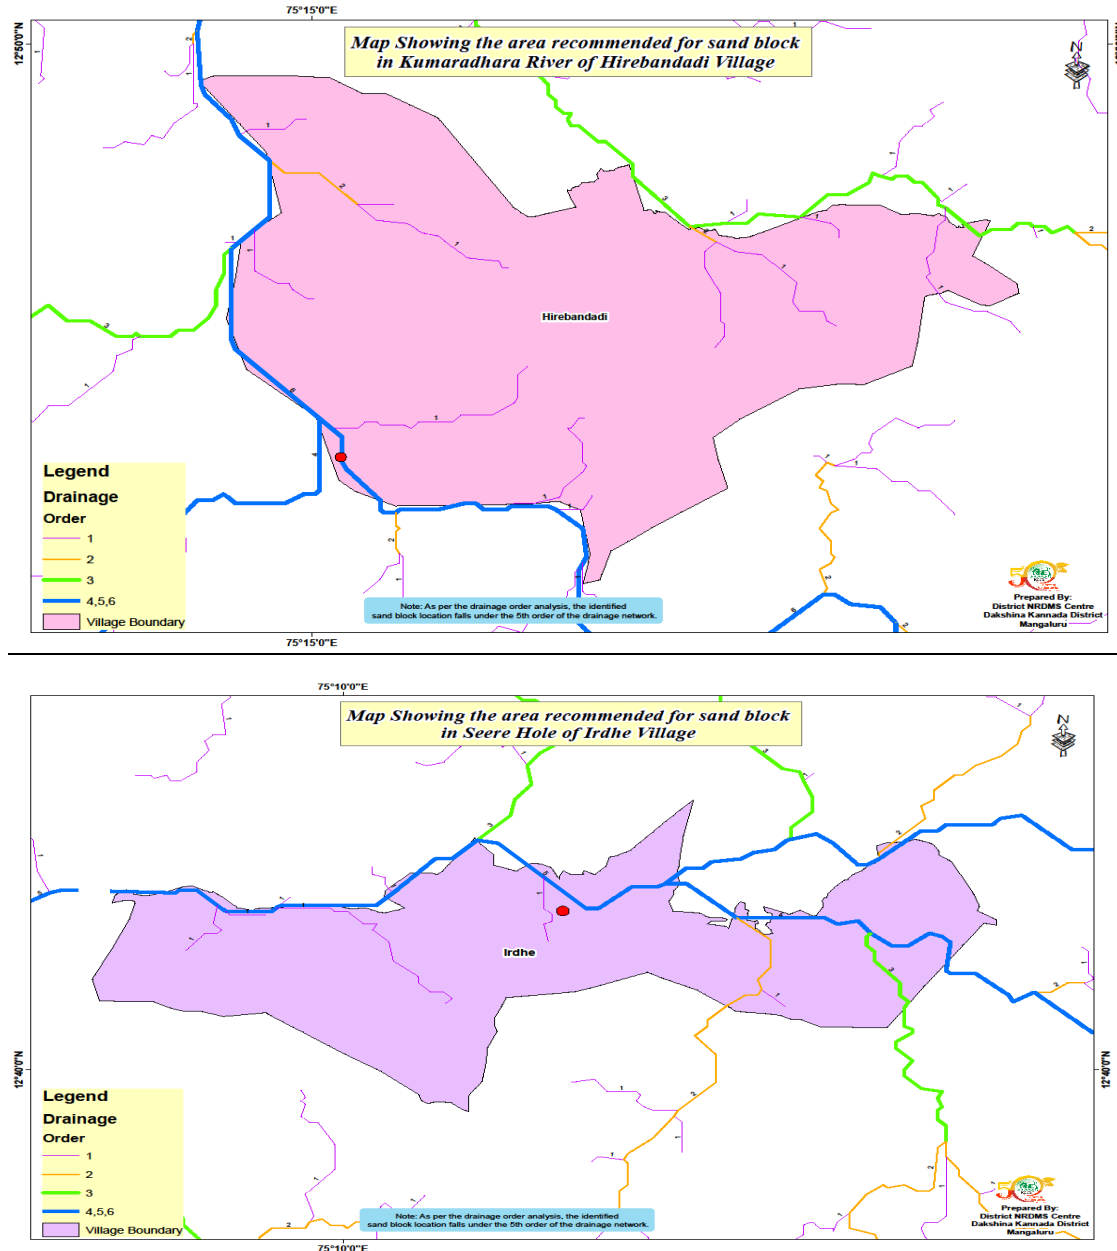 75°15'0"E
12°50'0"N
Map Showing the area recommended for sand block
in Kumaradhara River of Hirebandadi Village
N
Hirebandadi
Legend
Drainage
Order
1
2
3
4,5,6
Village Boundary
Note: As per the drainage order analysis, the identified
sand block location falls under the 5th order of the drainage network.
Prepared By:
District NRDMS Centre
Dakshina Kannada District
Mangaluru
75°15'0"E
75°10'0"E
Map Showing the area recommended for sand block
in Seere Hole of Irdhe Village
N
Irdhe
12°40'0"N
12°40'0"N
Legend
Drainage
Order
1
2
3
4,5,6
Village Boundary
Note: As per the drainage order analysis, the identified
sand block location falls under the 5th order of the drainage network.
Prepared By:
District NRDMS Centre
Dakshina Kannada District
Mangaluru
75°10'0"E